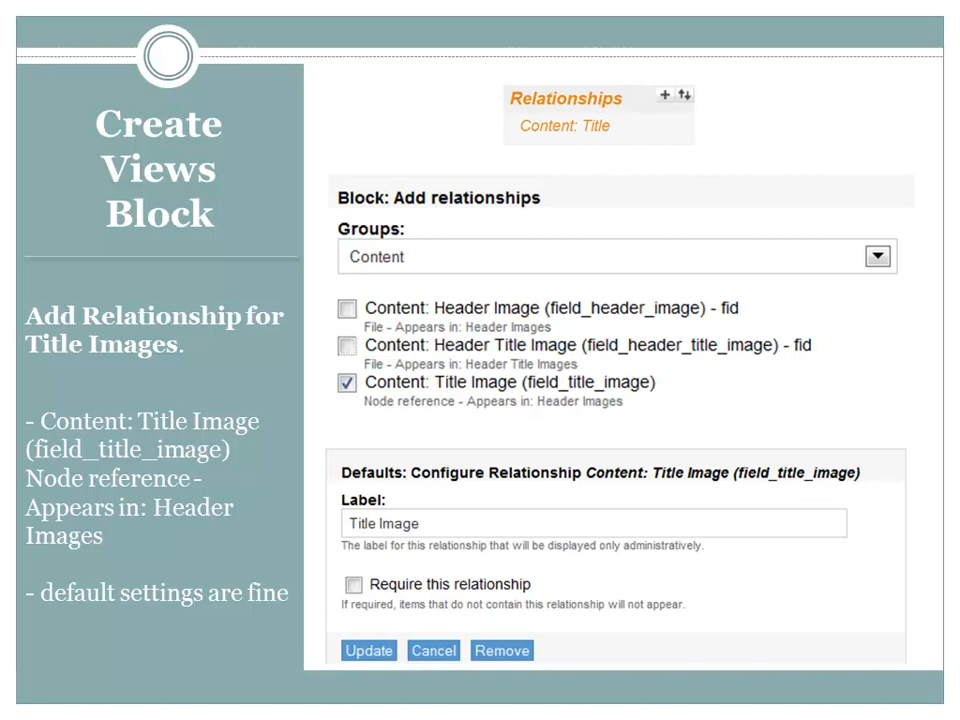 Create
Views
Block
Add Relationship for
Title Images.
- Content: Title Image
(field_title_image)
Node reference -
Appears in: Header
Images
- default settings are fine
Relationships
Content: Title
Block: Add relationships
Groups:
Content
Content: Header Image (field_header_image) - fid
File - Appears in: Header Images
Content: Header Title Image (field_header_title_image) - fid
File - Appears in: Header Title Images
Content: Title Image (field_title_image)
Node reference - Appears in: Header Images
Defaults: Configure Relationship Content: Title Image (field_title_image)
Label:
Title Image
The label for this relationship that will be displayed only administratively.
Require this relationship
If required, items that do not contain this relationship will not appear.
Update Cancel Remove